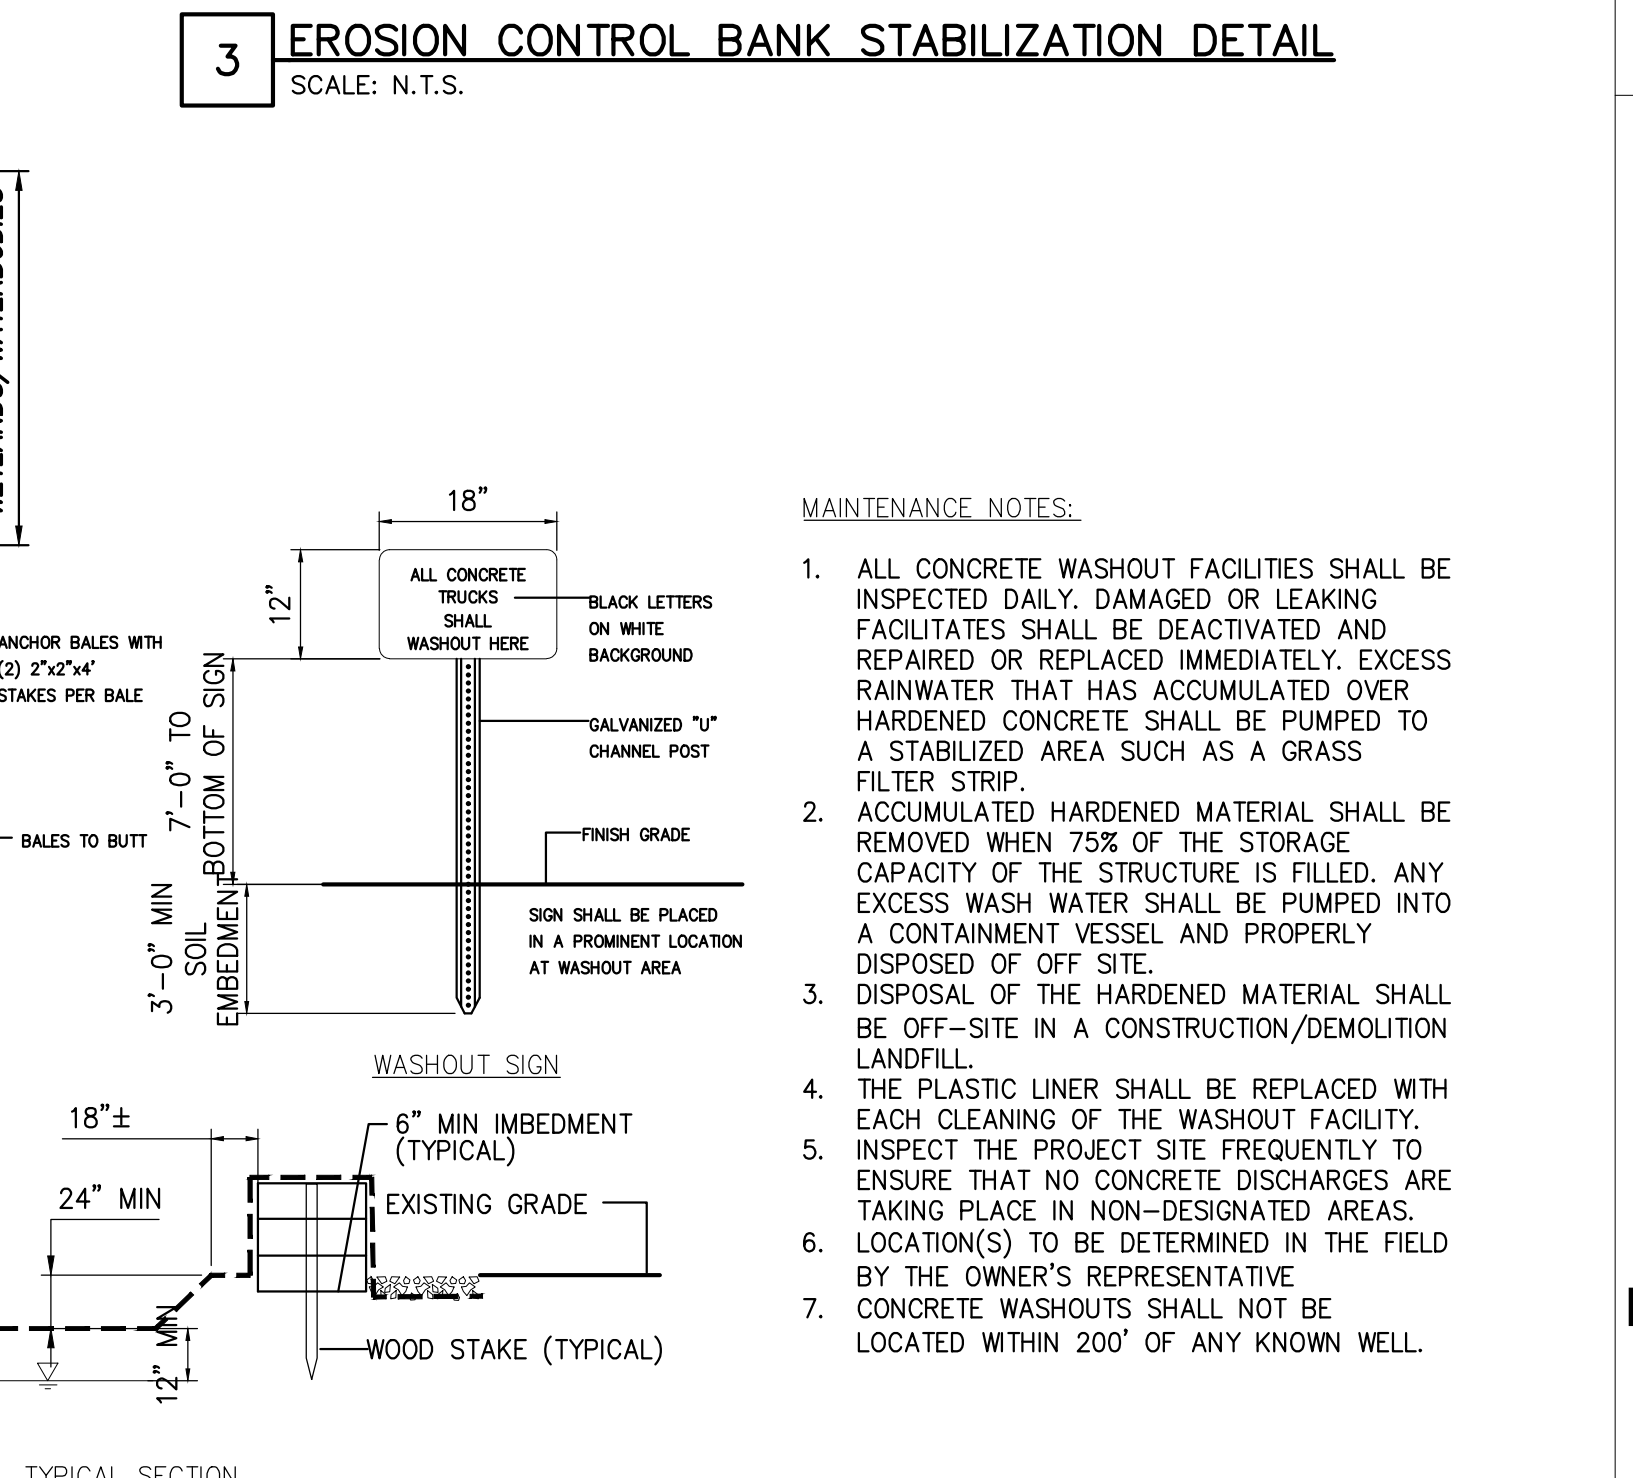 3
EROSION CONTROL BANK STABILIZATION DETAIL
SCALE: N.T.S.
18"
12"
ALL CONCRETE
TRUCKS
SHALL
WASHOUT HERE
BLACK LETTERS
ON WHITE
BACKGROUND
ANCHOR BALES WITH
(2) 2"x2"x4'
STAKES PER BALE
7'-0" TO
BOTTOM OF SIGN
GALVANIZED "U"
CHANNEL POST
BALES TO BUTT
FINISH GRADE
3'-0" MIN
SOIL
EMBEDMENT
SIGN SHALL BE PLACED
IN A PROMINENT LOCATION
AT WASHOUT AREA
WASHOUT SIGN
18"±
6" MIN IMBEDMENT
(TYPICAL)
24" MIN
EXISTING GRADE
12" MIN
WOOD STAKE (TYPICAL)
TYPICAL SECTION
MAINTENANCE NOTES:
1. ALL CONCRETE WASHOUT FACILITIES SHALL BE
INSPECTED DAILY. DAMAGED OR LEAKING
FACILITATES SHALL BE DEACTIVATED AND
REPAIRED OR REPLACED IMMEDIATELY. EXCESS
RAINWATER THAT HAS ACCUMULATED OVER
HARDENED CONCRETE SHALL BE PUMPED TO
A STABILIZED AREA SUCH AS A GRASS
FILTER STRIP.
2. ACCUMULATED HARDENED MATERIAL SHALL BE
REMOVED WHEN 75% OF THE STORAGE
CAPACITY OF THE STRUCTURE IS FILLED. ANY
EXCESS WASH WATER SHALL BE PUMPED INTO
A CONTAINMENT VESSEL AND PROPERLY
DISPOSED OF OFF SITE.
3. DISPOSAL OF THE HARDENED MATERIAL SHALL
BE OFF-SITE IN A CONSTRUCTION/DEMOLITION
LANDFILL.
4. THE PLASTIC LINER SHALL BE REPLACED WITH
EACH CLEANING OF THE WASHOUT FACILITY.
5. INSPECT THE PROJECT SITE FREQUENTLY TO
ENSURE THAT NO CONCRETE DISCHARGES ARE
TAKING PLACE IN NON-DESIGNATED AREAS.
6. LOCATION(S) TO BE DETERMINED IN THE FIELD
BY THE OWNER'S REPRESENTATIVE
7. CONCRETE WASHOUTS SHALL NOT BE
LOCATED WITHIN 200' OF ANY KNOWN WELL.